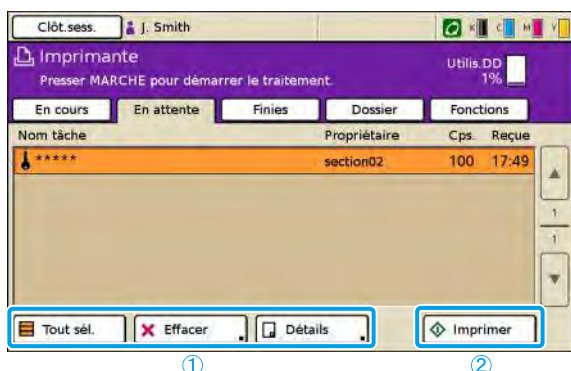 Clôt.sess. J. Smith K C M Y
Imprimante Utilis.DD
Presser MARCHE pour démarrer le traitement. 1%
En cours En attente Finies Dossier Fonctions
Nom tâche Propriétaire Cps. Reçue
***** section02 100 17:49
1
1
Tout sél. Effacer Détails Imprimer
① ②